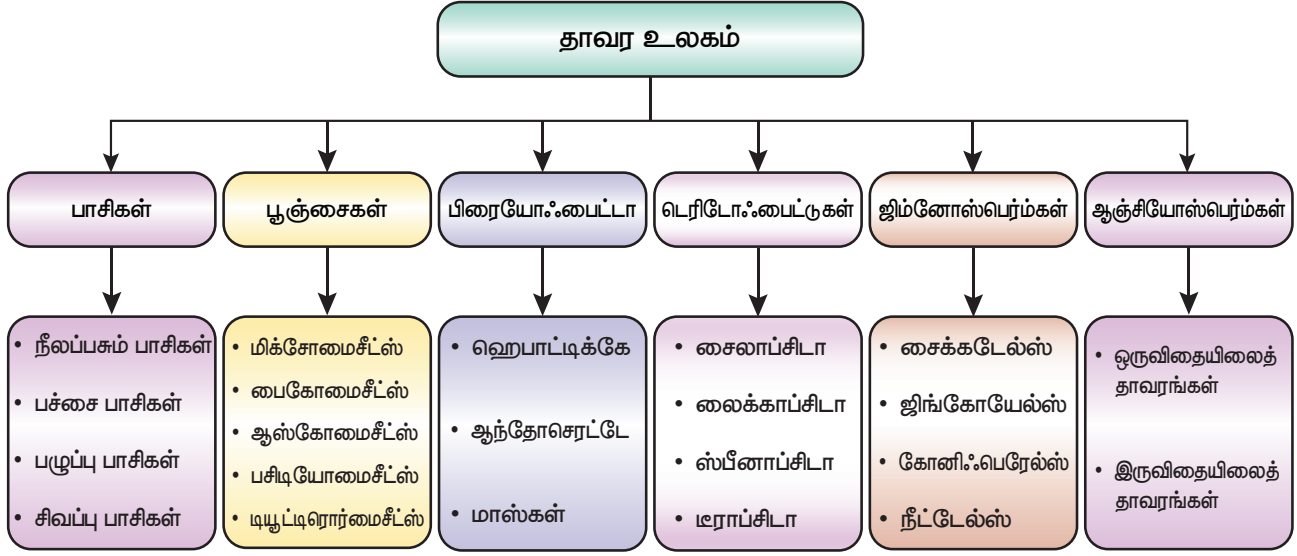 தாவர உலகம்
பாசிகள்
பூஞ்சைகள்
பிரையோஃபைட்டா
டெரிடோஃபைட்டுகள்
ஜிம்னோஸ்பெர்ம்கள்
ஆஞ்சியோஸ்பெர்ம்கள்
• நீலப்பசும் பாசிகள்
• பச்சை பாசிகள்
• பழுப்பு பாசிகள்
• சிவப்பு பாசிகள்
• மிக்சோமைசீட்ஸ்
• பைகோமைசீட்ஸ்
• ஆஸ்கோமைசீட்ஸ்
• பசிடியோமைசீட்ஸ்
• டியூட்டிரொர்மைசீட்ஸ்
• ஹெபாட்டிக்கே
• ஆந்தோசெரட்டே
• மாஸ்கள்
• சைலாப்சிடா
• லைக்காப்சிடா
• ஸ்பீனாப்சிடா
• டீராப்சிடா
• சைக்கடேல்ஸ்
• ஜிங்கோயேல்ஸ்
• கோனிஃபெரேல்ஸ்
• நீட்டேல்ஸ்
• ஒருவிதையிலைத்
தாவரங்கள்
• இருவிதையிலைத்
தாவரங்கள்